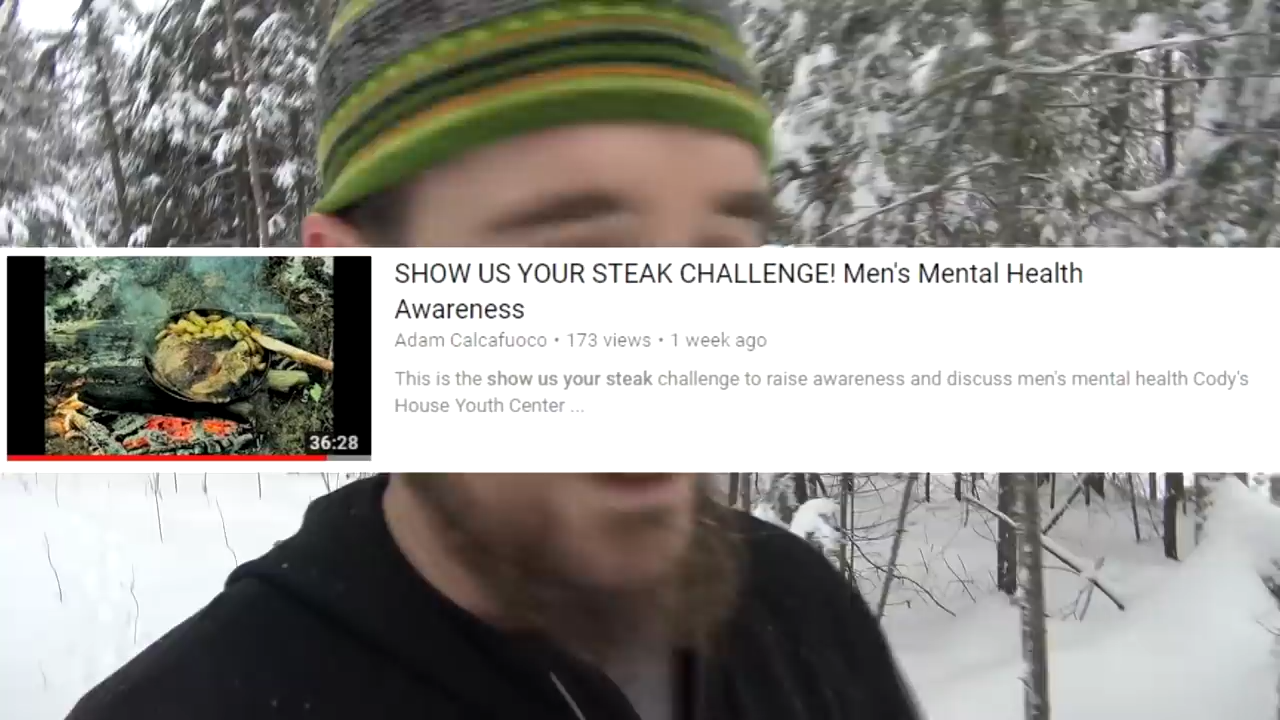 SHOW US YOUR STEAK CHALLENGE! Men's Mental Health
Awareness
Adam Calcafuoco • 173 views • 1 week ago
This is the show us your steak challenge to raise awareness and discuss men's mental health Cody's
House Youth Center ...
36:28